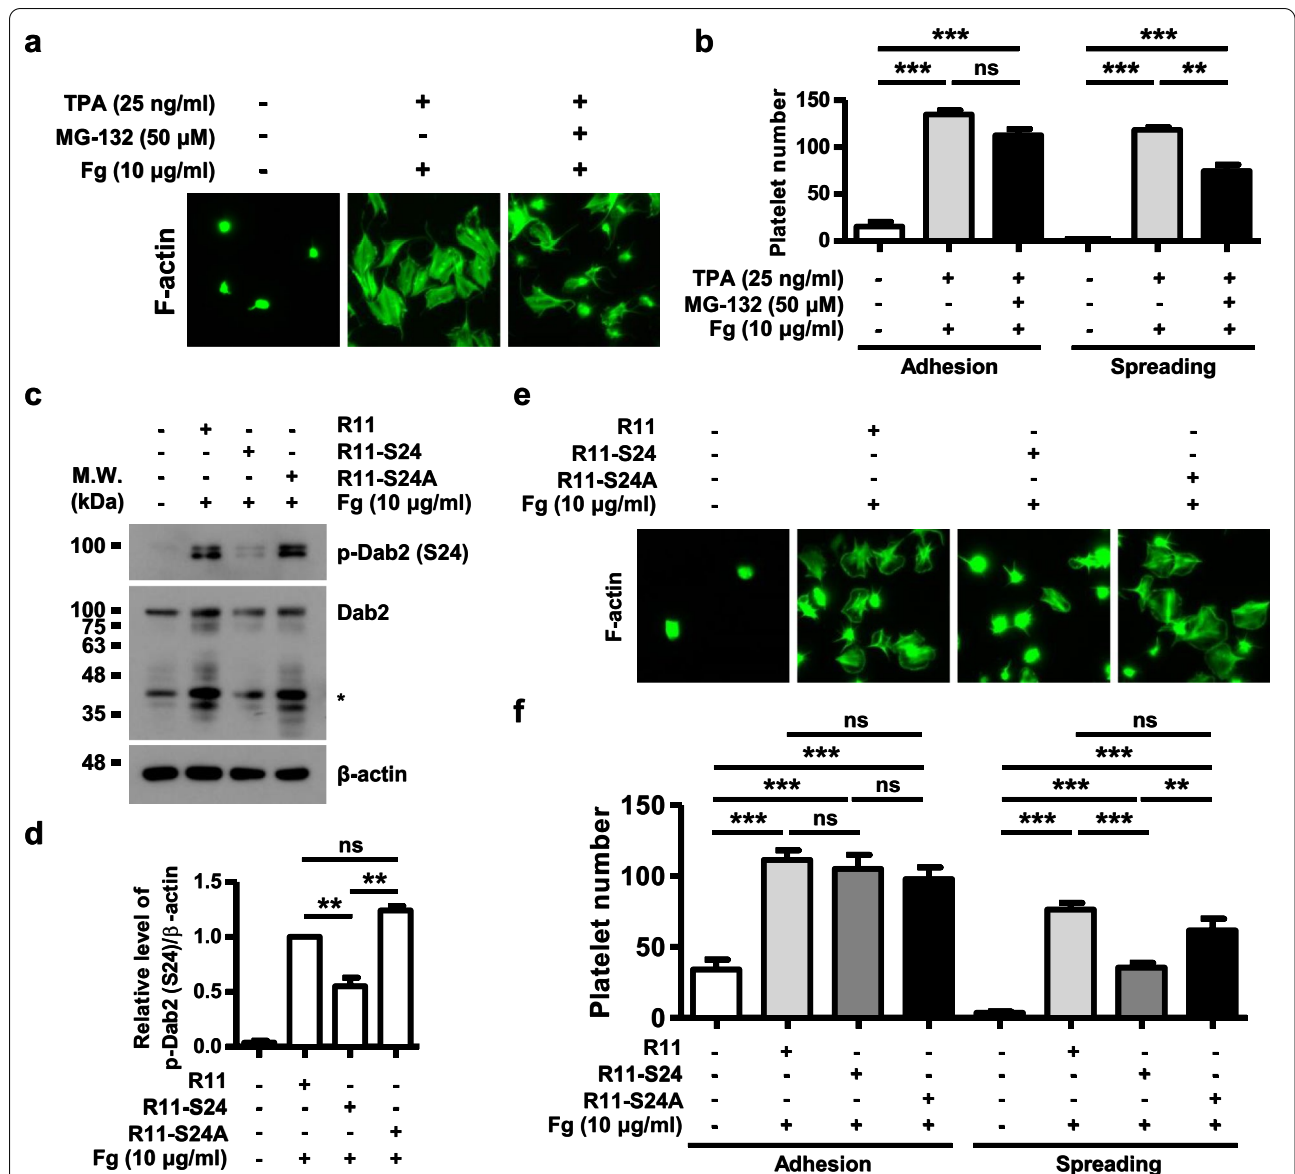 a
TPA (25 ng/ml) - + +
MG-132 (50 µM) - - +
Fg (10 µg/ml) - + +
F-actin
b
*** ***
*** ns *** **
Platelet number
150
100
50
0
TPA (25 ng/ml) - + + - + +
MG-132 (50 µM) - - + - - +
Fg (10 µg/ml) - + + - + +
Adhesion Spreading
c
- + - - R11
- - + - R11-S24
M.W. - - - + R11-S24A
(kDa) - + + + Fg (10 µg/ml)
100 p-Dab2 (S24)
100 Dab2
75
63
48
*
35
48 β-actin
d
ns
**
**
Relative level of
p-Dab2 (S24)/β-actin
1.5
1.0
0.5
0.0
R11 - + - -
R11-S24 - - + -
R11-S24A - - - +
Fg (10 µg/ml) - + + +
e
R11 - + - -
R11-S24 - - + -
R11-S24A - - - +
Fg (10 µg/ml) - + + +
F-actin
f
ns ns
*** ***
*** ns *** **
*** ns *** ***
Platelet number
150
100
50
0
R11 - + - - - + - -
R11-S24 - - + - - - + -
R11-S24A - - - + - - - +
Fg (10 µg/ml) - + + + - + + +
Adhesion Spreading